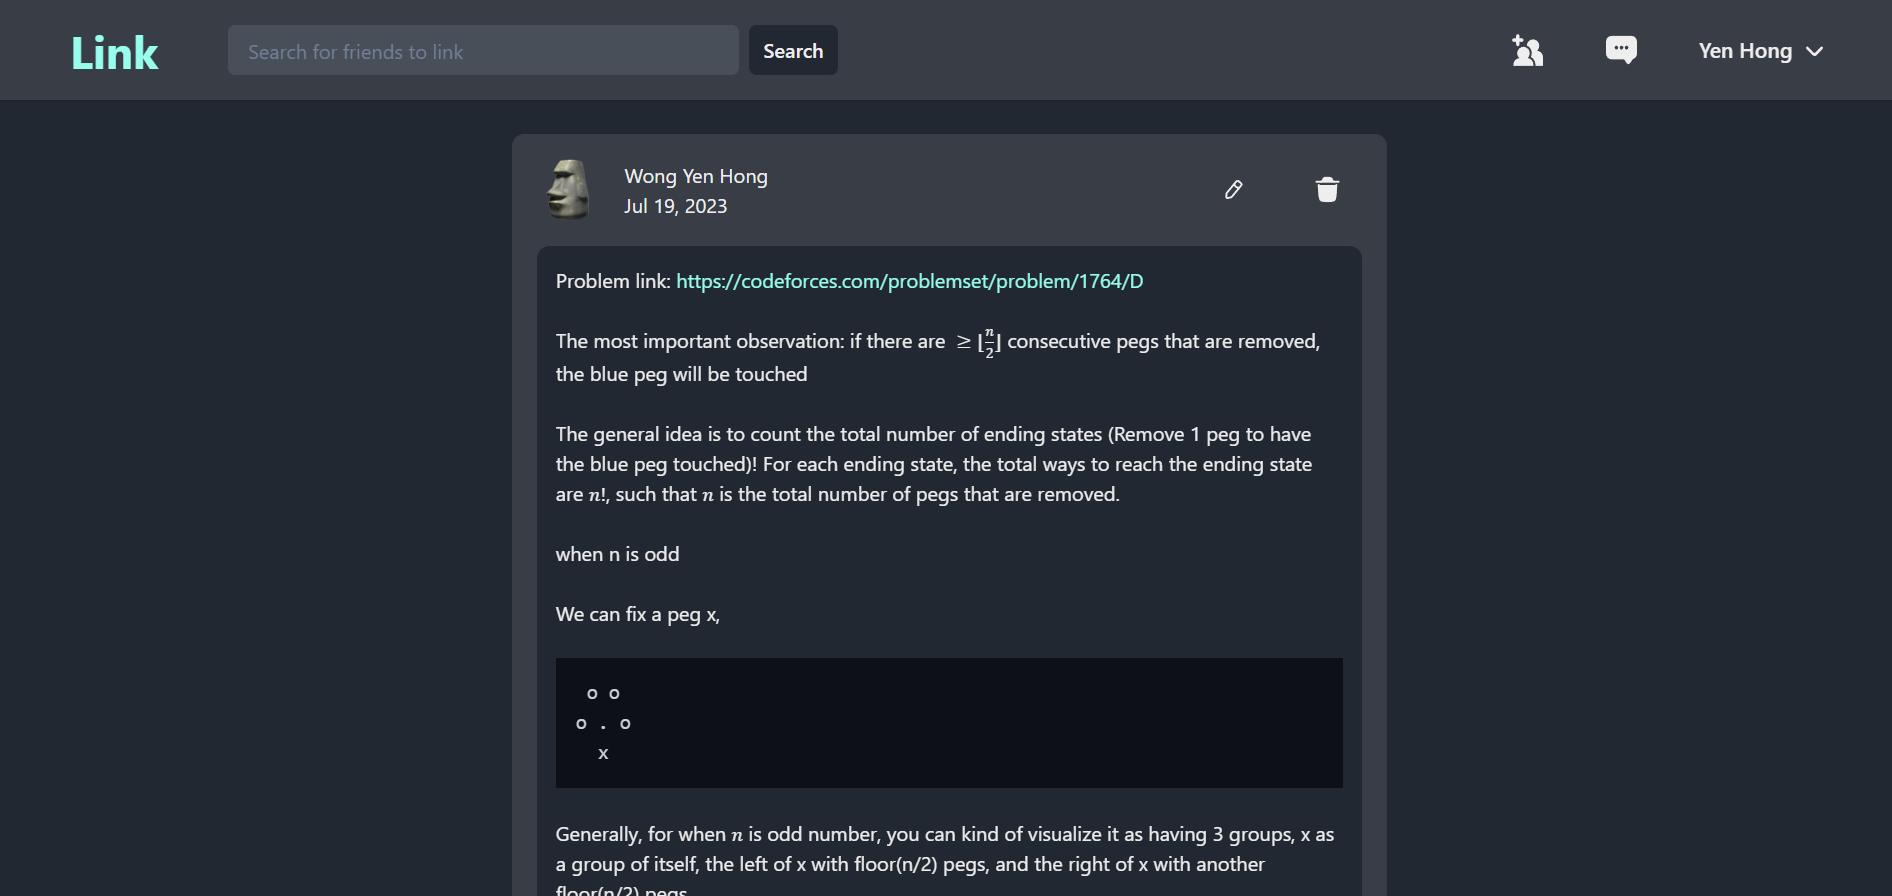 Link
Search for friends to link
Search
Yen Hong
Wong Yen Hong
Jul 19, 2023
Problem link: https://codeforces.com/problemset/problem/1764/D
The most important observation: if there are ≥ ⌊n/2⌋ consecutive pegs that are removed,
the blue peg will be touched
The general idea is to count the total number of ending states (Remove 1 peg to have
the blue peg touched)! For each ending state, the total ways to reach the ending state
are n!, such that n is the total number of pegs that are removed.
when n is odd
We can fix a peg x,
o o
o . o
x
Generally, for when n is odd number, you can kind of visualize it as having 3 groups, x as
a group of itself, the left of x with floor(n/2) pegs, and the right of x with another
floor(n/2) pegs